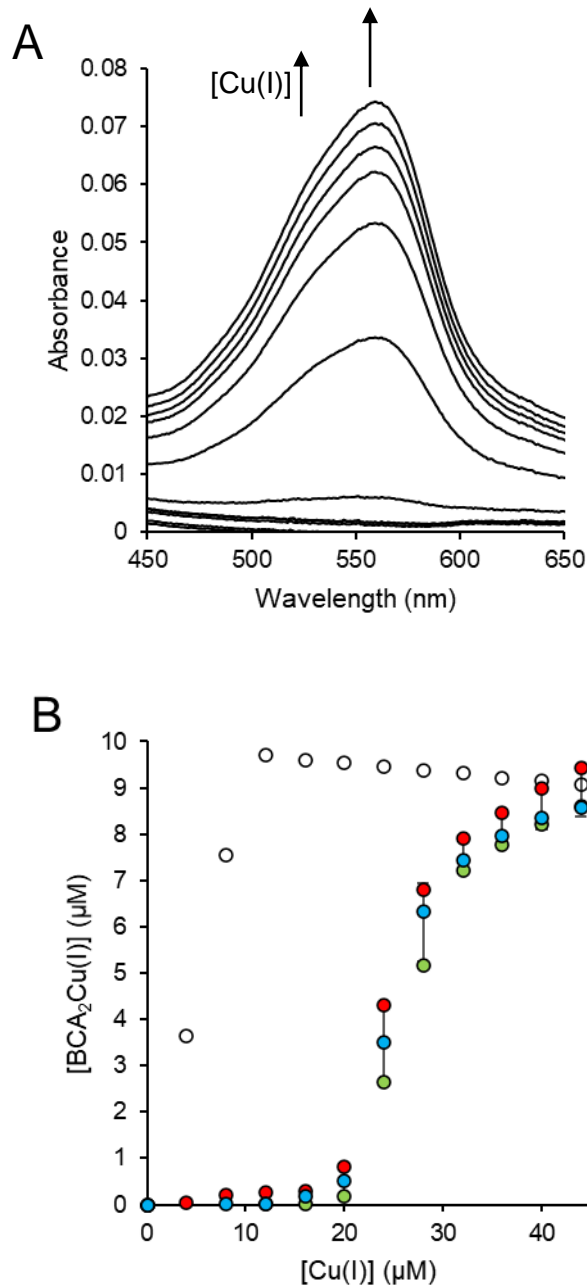 A
[Cu(I)]
0.08
0.07
0.06
0.05
0.04
0.03
0.02
0.01
0
Absorbance
450 500 550 600 650
Wavelength (nm)
B
10
9
8
7
6
5
4
3
2
1
0
[BCA₂Cu(I)] (µM)
0 10 20 30 40
[Cu(I)] (µM)